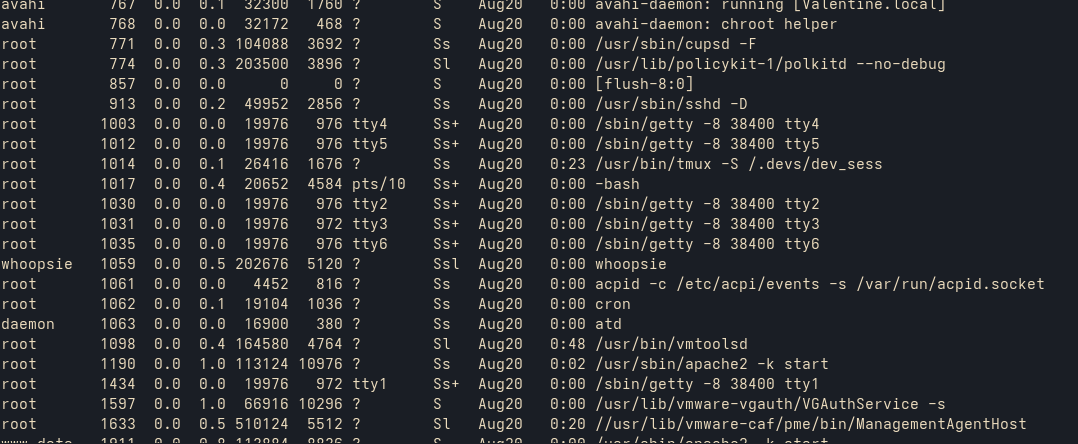 avahi 767 0.0 0.1 32300 1760 ? S Aug20 0:00 avahi-daemon: running [Valentine.local]
avahi 768 0.0 0.0 32172 468 ? S Aug20 0:00 avahi-daemon: chroot helper
root 771 0.0 0.3 104088 3692 ? Ss Aug20 0:00 /usr/sbin/cupsd -F
root 774 0.0 0.3 203500 3896 ? Sl Aug20 0:00 /usr/lib/policykit-1/polkitd --no-debug
root 857 0.0 0.0 0 0 ? S Aug20 0:00 [flush-8:0]
root 913 0.0 0.2 49952 2856 ? Ss Aug20 0:00 /usr/sbin/sshd -D
root 1003 0.0 0.0 19976 976 tty4 Ss+ Aug20 0:00 /sbin/getty -8 38400 tty4
root 1012 0.0 0.0 19976 976 tty5 Ss+ Aug20 0:00 /sbin/getty -8 38400 tty5
root 1014 0.0 0.1 26416 1676 ? Ss Aug20 0:23 /usr/bin/tmux -S /.devs/dev_sess
root 1017 0.0 0.4 20652 4584 pts/10 Ss+ Aug20 0:00 -bash
root 1030 0.0 0.0 19976 976 tty2 Ss+ Aug20 0:00 /sbin/getty -8 38400 tty2
root 1031 0.0 0.0 19976 972 tty3 Ss+ Aug20 0:00 /sbin/getty -8 38400 tty3
root 1035 0.0 0.0 19976 976 tty6 Ss+ Aug20 0:00 /sbin/getty -8 38400 tty6
whoopsie 1059 0.0 0.5 202676 5120 ? Ssl Aug20 0:00 whoopsie
root 1061 0.0 0.0 4452 816 ? Ss Aug20 0:00 acpid -c /etc/acpi/events -s /var/run/acpid.socket
root 1062 0.0 0.1 19104 1036 ? Ss Aug20 0:00 cron
daemon 1063 0.0 0.0 16900 380 ? Ss Aug20 0:00 atd
root 1098 0.0 0.4 164580 4764 ? Sl Aug20 0:48 /usr/bin/vmtoolsd
root 1190 0.0 1.0 113124 10976 ? Ss Aug20 0:02 /usr/sbin/apache2 -k start
root 1434 0.0 0.0 19976 972 tty1 Ss+ Aug20 0:00 /sbin/getty -8 38400 tty1
root 1597 0.0 1.0 66916 10296 ? S Aug20 0:00 /usr/lib/vmware-vgauth/VGAuthService -s
root 1633 0.0 0.5 510124 5512 ? Sl Aug20 0:20 //usr/lib/vmware-caf/pme/bin/ManagementAgentHost